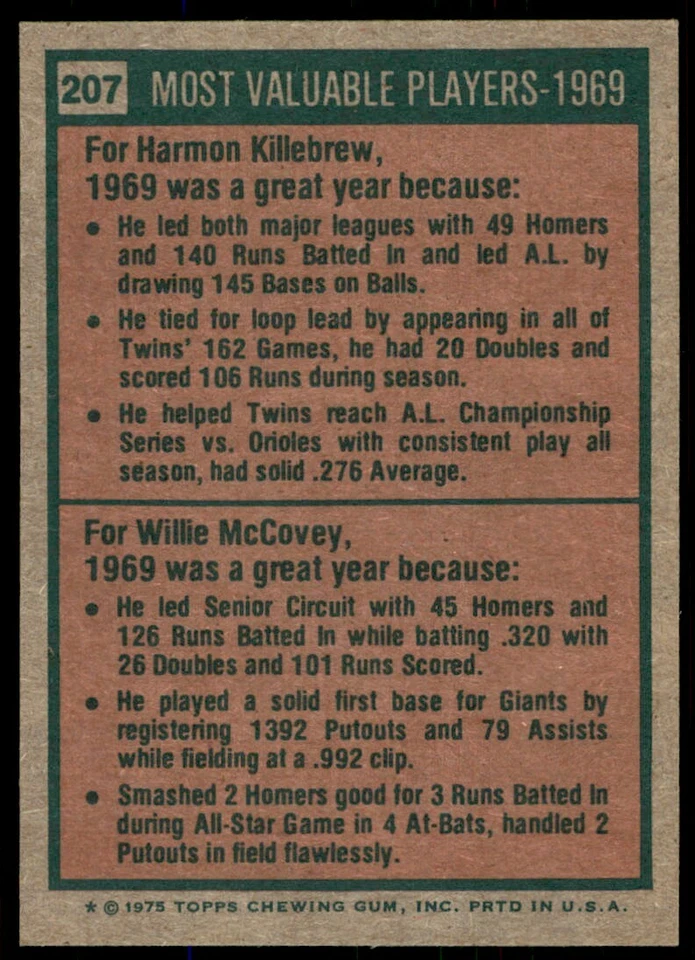 207 MOST VALUABLE PLAYERS-1969
For Harmon Killebrew,
1969 was a great year because:
• He led both major leagues with 49 Homers
and 140 Runs Batted In and led A.L. by
drawing 145 Bases on Balls.
• He tied for loop lead by appearing in all of
Twins' 162 Games, he had 20 Doubles and
scored 106 Runs during season.
• He helped Twins reach A.L. Championship
Series vs. Orioles with consistent play all
season, had solid .276 Average.
For Willie McCovey,
1969 was a great year because:
• He led Senior Circuit with 45 Homers and
126 Runs Batted In while batting .320 with
26 Doubles and 101 Runs Scored.
• He played a solid first base for Giants by
registering 1392 Putouts and 79 Assists
while fielding at a .992 clip.
• Smashed 2 Homers good for 3 Runs Batted In
during All-Star Game in 4 At-Bats, handled 2
Putouts in field flawlessly.
* © 1975 TOPPS CHEWING GUM, INC. PRTD IN U.S.A.